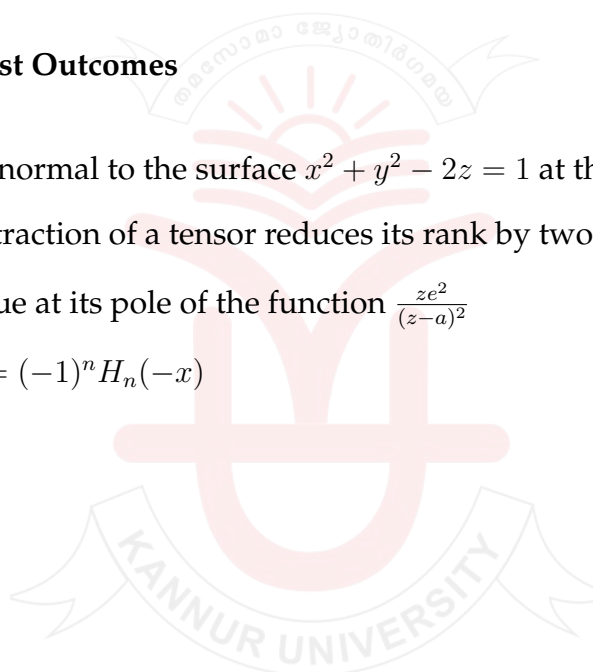 st Outcomes
normal to the surface $x^2 + y^2 - 2z = 1$ at th
traction of a tensor reduces its rank by two
ue at its pole of the function $\frac{ze^2}{(z-a)^2}$
= $(-1)^n H_n(-x)$
KANNUR UNIVERSITY